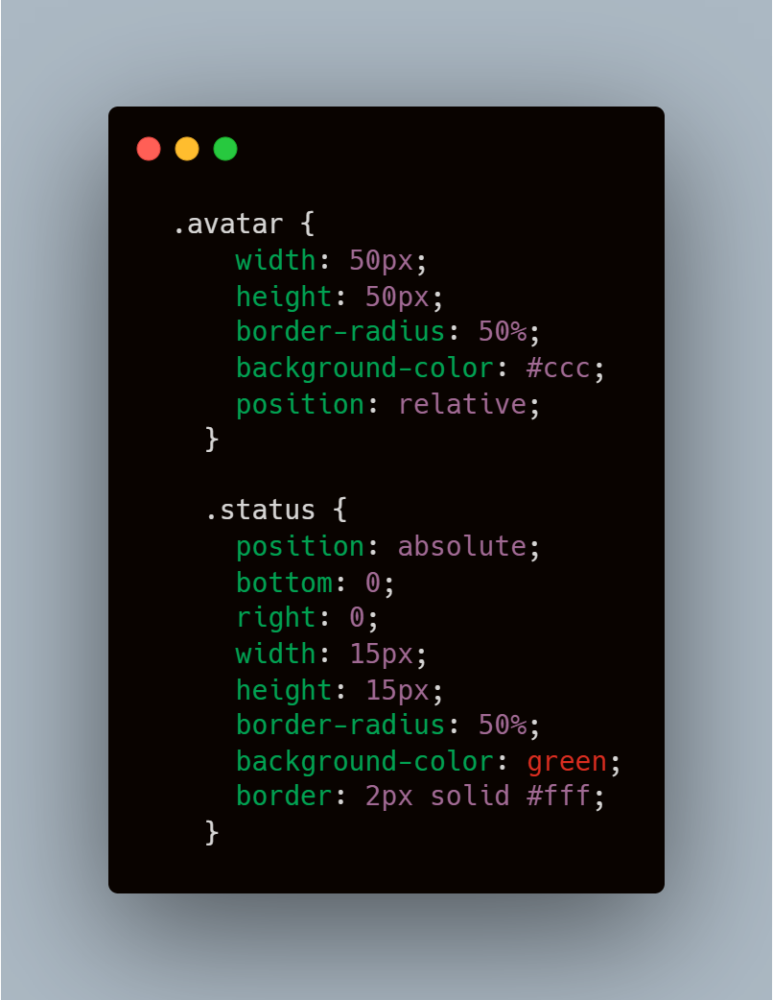 .avatar {
    width: 50px;
    height: 50px;
    border-radius: 50%;
    background-color: #ccc;
    position: relative;
  }

  .status {
    position: absolute;
    bottom: 0;
    right: 0;
    width: 15px;
    height: 15px;
    border-radius: 50%;
    background-color: green;
    border: 2px solid #fff;
  }